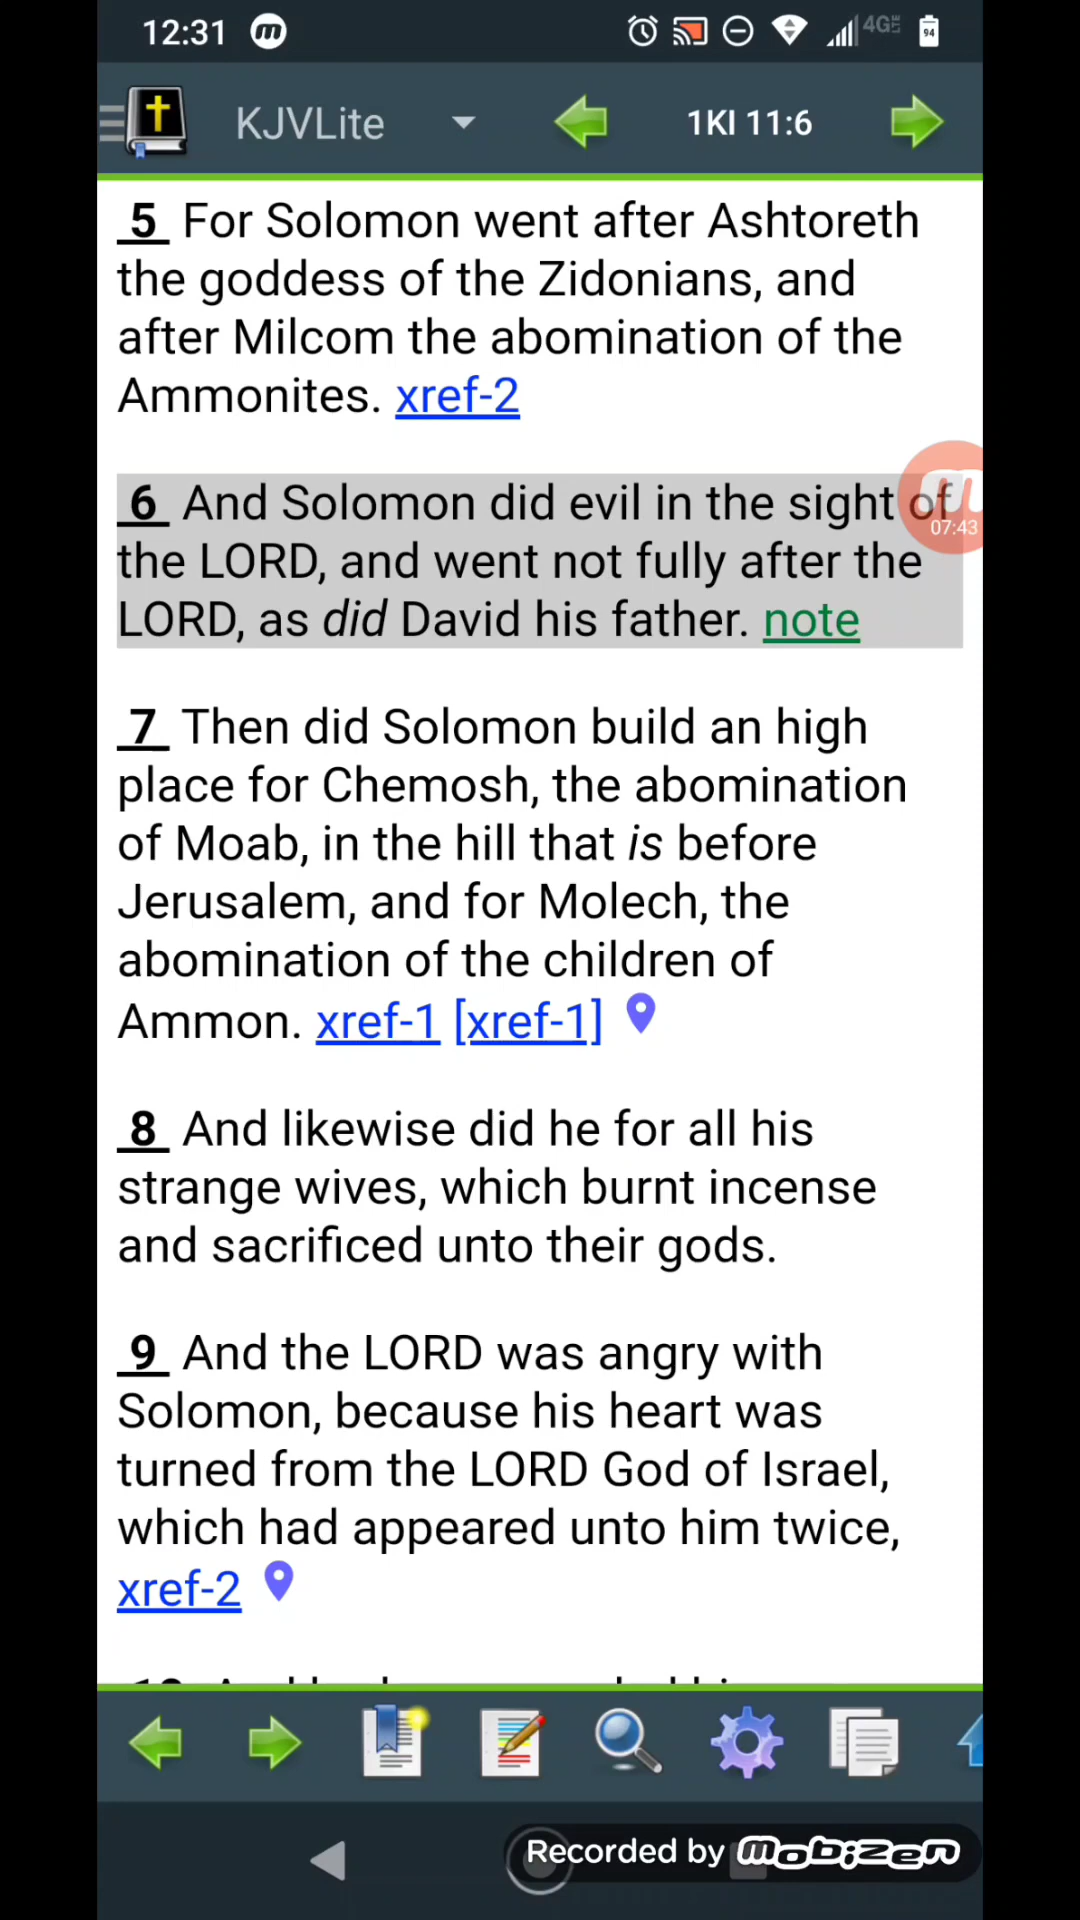 12:31
4G LTE
94
KJVLite
1KI 11:6
5 For Solomon went after Ashtoreth
the goddess of the Zidonians, and
after Milcom the abomination of the
Ammonites. xref-2
6 And Solomon did evil in the sight of
07:43
the LORD, and went not fully after the
LORD, as did David his father. note
7 Then did Solomon build an high
place for Chemosh, the abomination
of Moab, in the hill that is before
Jerusalem, and for Molech, the
abomination of the children of
Ammon. xref-1 [xref-1]
8 And likewise did he for all his
strange wives, which burnt incense
and sacrificed unto their gods.
9 And the LORD was angry with
Solomon, because his heart was
turned from the LORD God of Israel,
which had appeared unto him twice,
xref-2
Recorded by mobizen